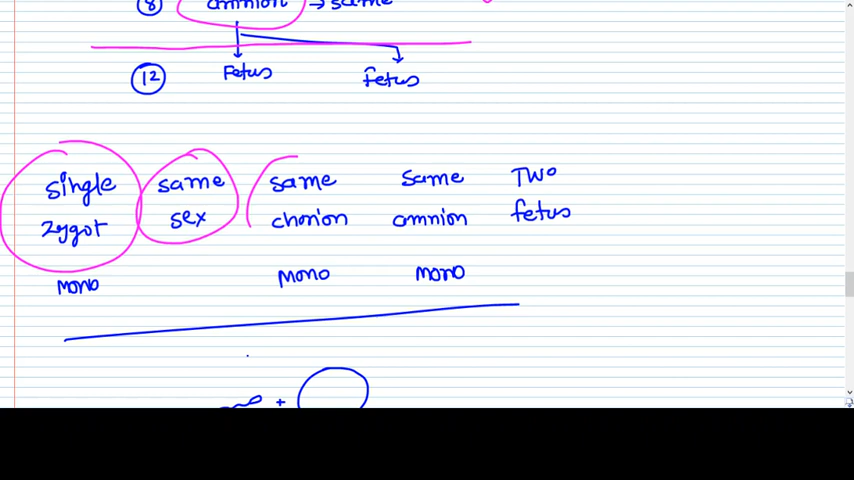 8 amnion → same
12 Fetus Fetus
single same same same Two
zygot sex chorion amnion fetus
mono mono mono
+